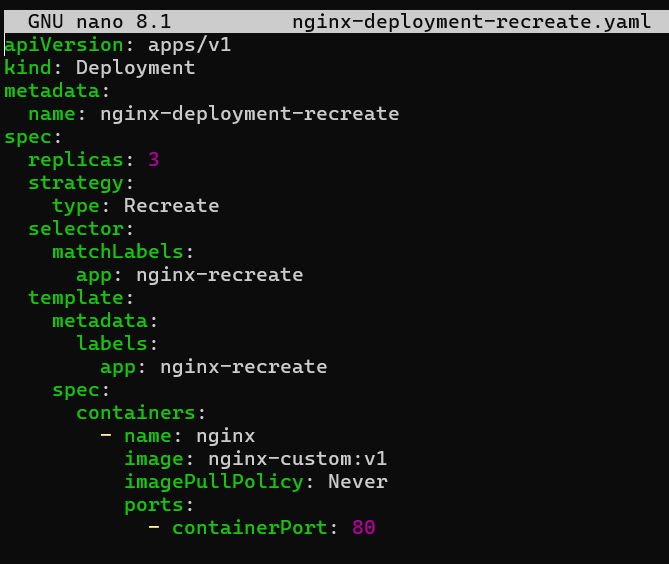 GNU nano 8.1 nginx-deployment-recreate.yaml
apiVersion: apps/v1
kind: Deployment
metadata:
  name: nginx-deployment-recreate
spec:
  replicas: 3
  strategy:
    type: Recreate
  selector:
    matchLabels:
      app: nginx-recreate
  template:
    metadata:
      labels:
        app: nginx-recreate
    spec:
      containers:
        - name: nginx
          image: nginx-custom:v1
          imagePullPolicy: Never
          ports:
            - containerPort: 80